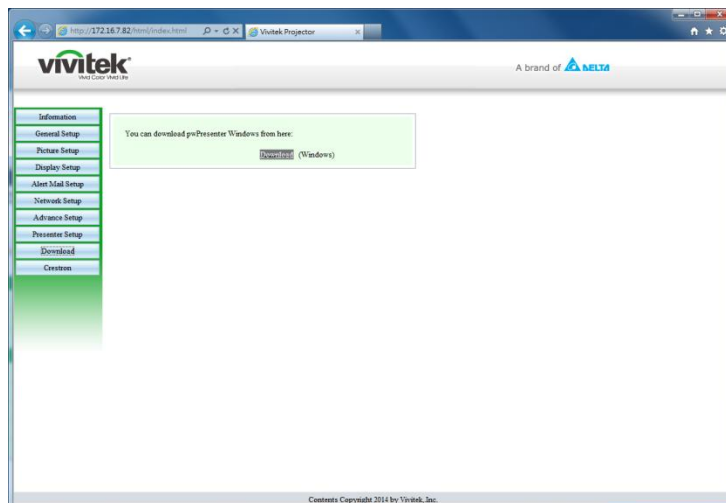 http://172.16.7.82/html/index.html
Vivitek Projector
vivitek
Vivid Color Vivid Life
A brand of DELTA
Information
General Setup
Picture Setup
Display Setup
Alert Mail Setup
Network Setup
Advance Setup
Presenter Setup
Download
Crestron
You can download pwPresenter Windows from here:
Download (Windows)
Contents Copyright 2014 by Vivitek, Inc.